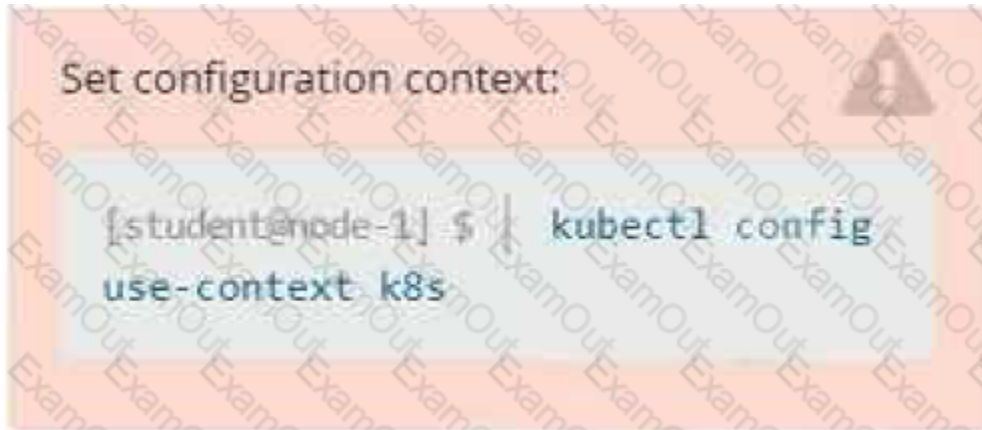 Set configuration context:
[student@node-1] $ | kubectl config
use-context k8s